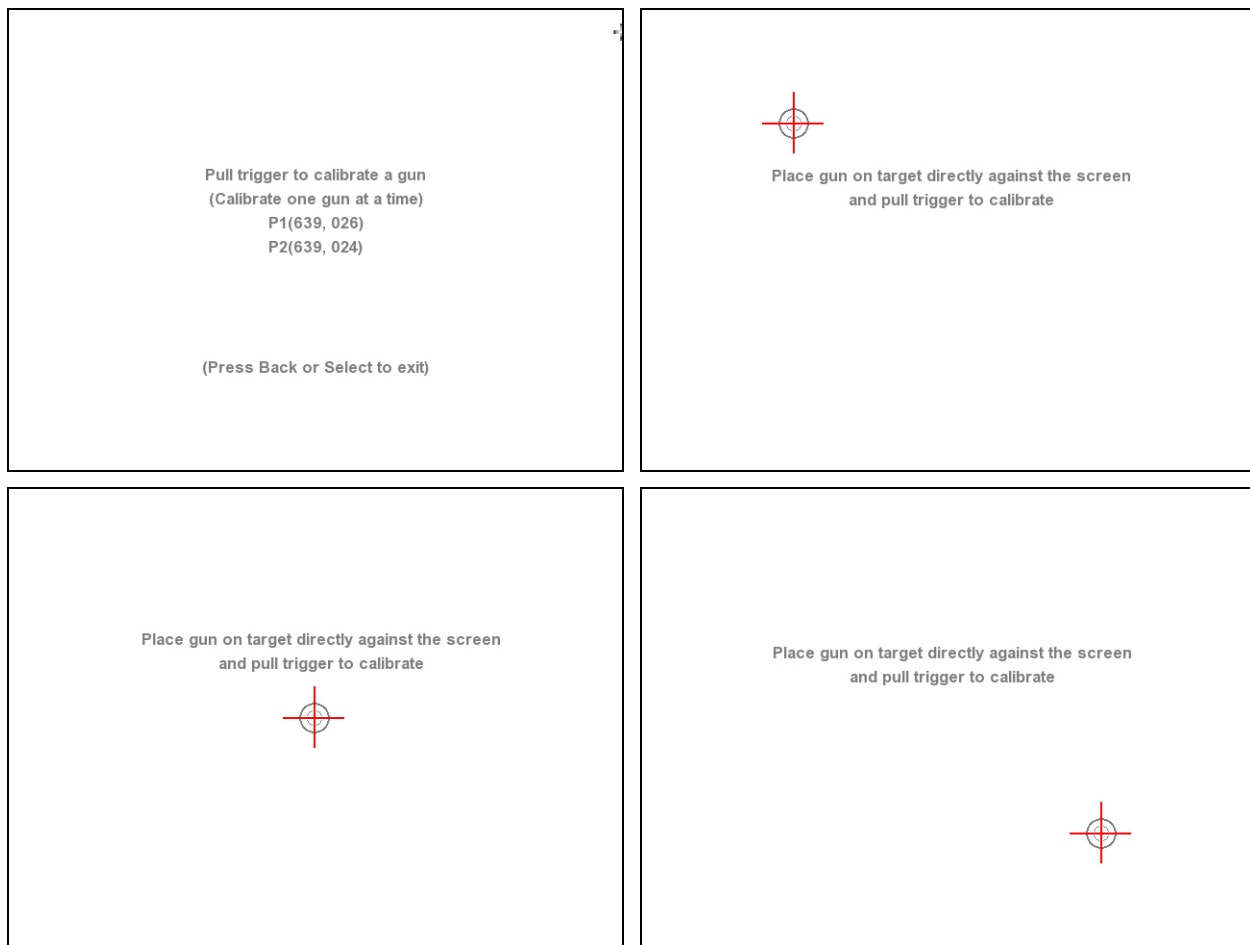 Pull trigger to calibrate a gun
(Calibrate one gun at a time)
P1(639, 026)
P2(639, 024)
(Press Back or Select to exit)
Place gun on target directly against the screen
and pull trigger to calibrate
Place gun on target directly against the screen
and pull trigger to calibrate
Place gun on target directly against the screen
and pull trigger to calibrate